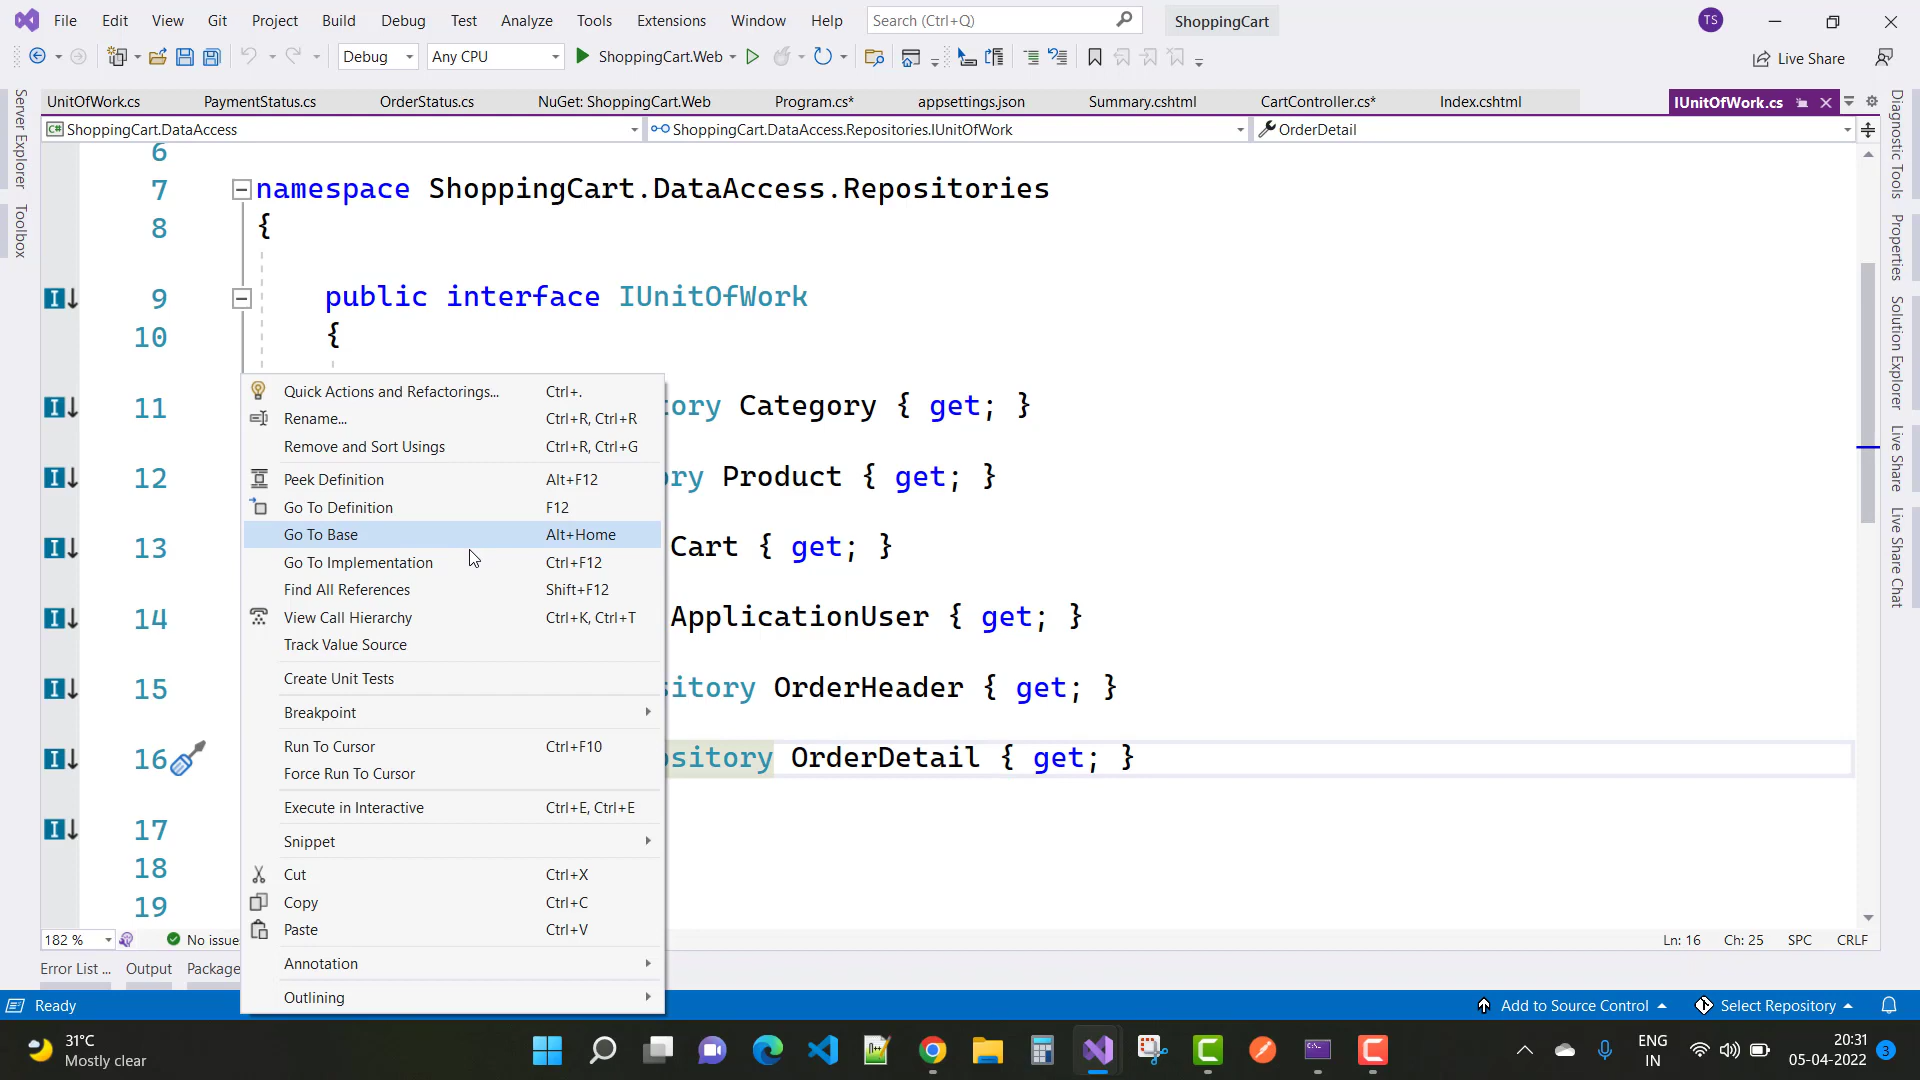 File Edit View Git Project Build Debug Test Analyze Tools Extensions Window Help Search (Ctrl+Q) ShoppingCart TS
Debug Any CPU ShoppingCart.Web Live Share
UnitOfWork.cs PaymentStatus.cs OrderStatus.cs NuGet: ShoppingCart.Web Program.cs* appsettings.json Summary.cshtml CartController.cs* Index.cshtml IUnitOfWork.cs
C# ShoppingCart.DataAccess ShoppingCart.DataAccess.Repositories.IUnitOfWork OrderDetail
Server Explorer
Toolbox
Diagnostic Tools
Properties
Solution Explorer
Live Share
Live Share Chat
6
7 namespace ShoppingCart.DataAccess.Repositories
8 {
9 public interface IUnitOfWork
10 {
11 tory Category { get; }
12 ry Product { get; }
13 Cart { get; }
14 ApplicationUser { get; }
15 sitory OrderHeader { get; }
16 ository OrderDetail { get; }
17
18
19
Quick Actions and Refactorings... Ctrl+.
Rename... Ctrl+R, Ctrl+R
Remove and Sort Usings Ctrl+R, Ctrl+G
Peek Definition Alt+F12
Go To Definition F12
Go To Base Alt+Home
Go To Implementation Ctrl+F12
Find All References Shift+F12
View Call Hierarchy Ctrl+K, Ctrl+T
Track Value Source
Create Unit Tests
Breakpoint
Run To Cursor Ctrl+F10
Force Run To Cursor
Execute in Interactive Ctrl+E, Ctrl+E
Snippet
Cut Ctrl+X
Copy Ctrl+C
Paste Ctrl+V
Annotation
Outlining
182 % No issue Ln: 16 Ch: 25 SPC CRLF
Error List ... Output Package
Ready Add to Source Control Select Repository
31°C
Mostly clear
ENG
IN
20:31
05-04-2022
3